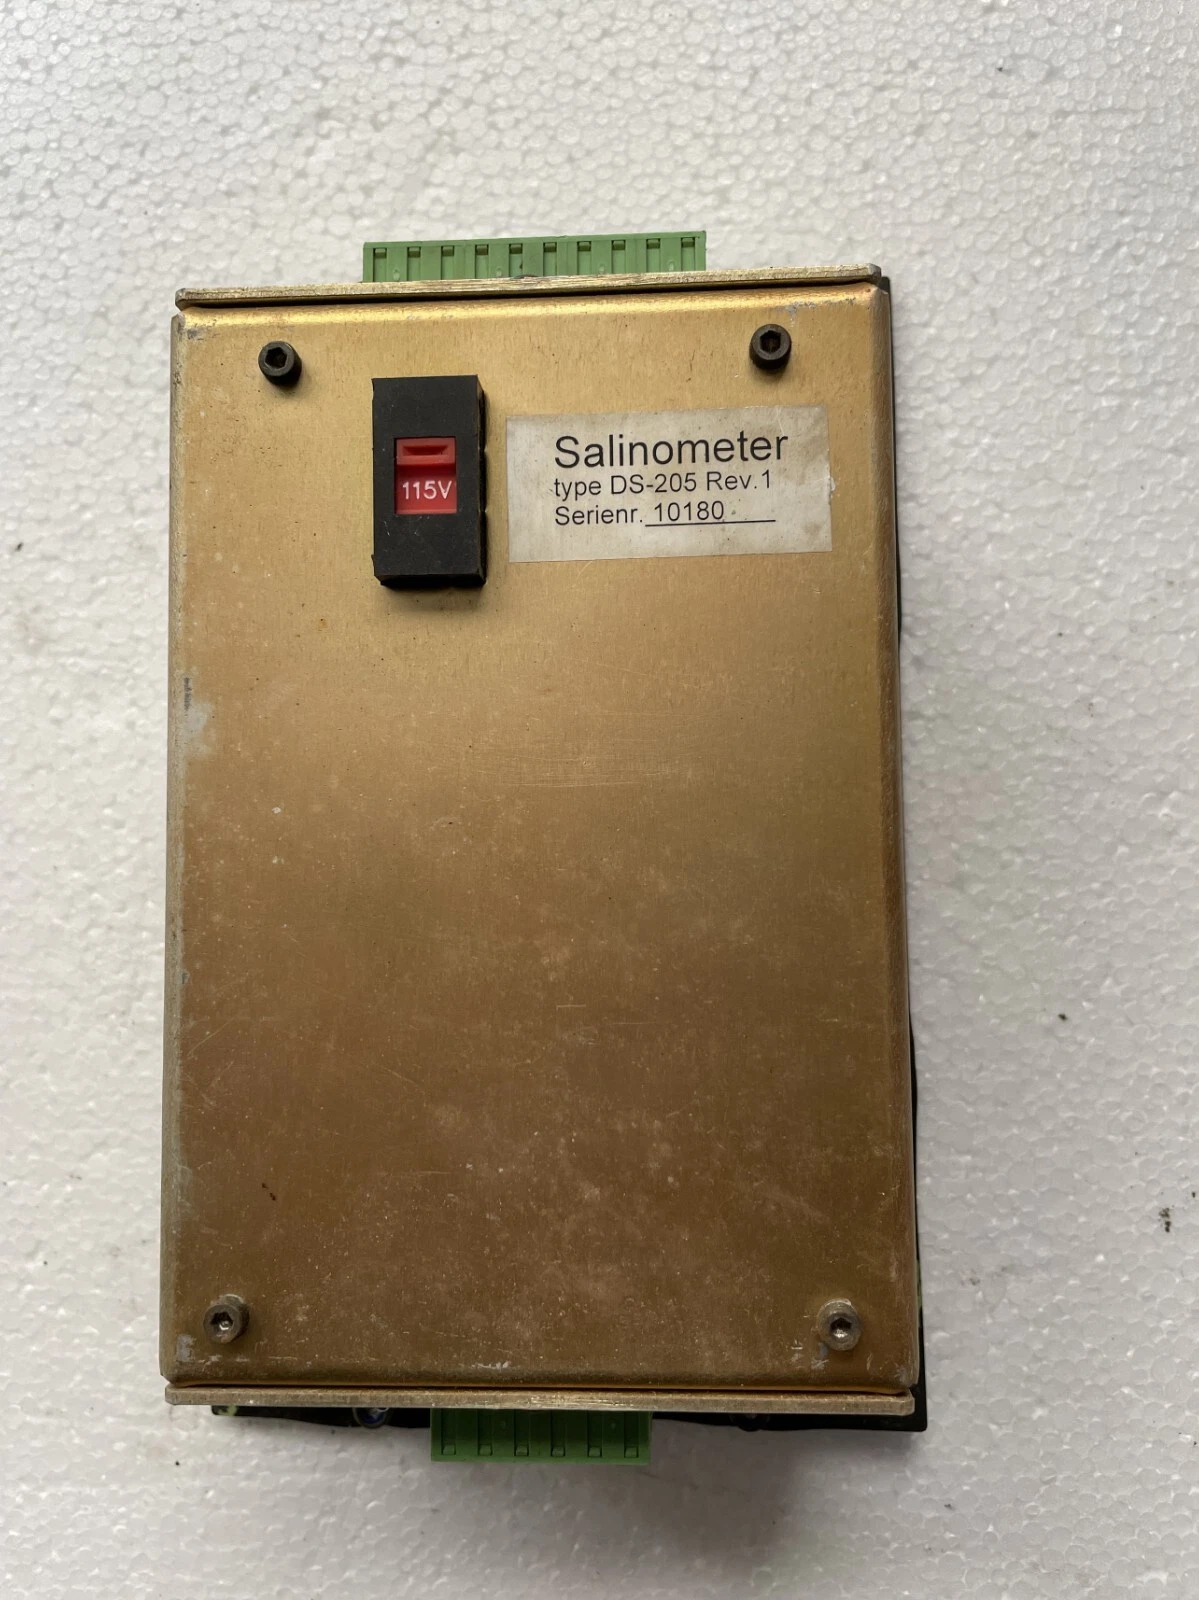 115V
Salinometer
type DS-205 Rev.1
Serienr. 10180